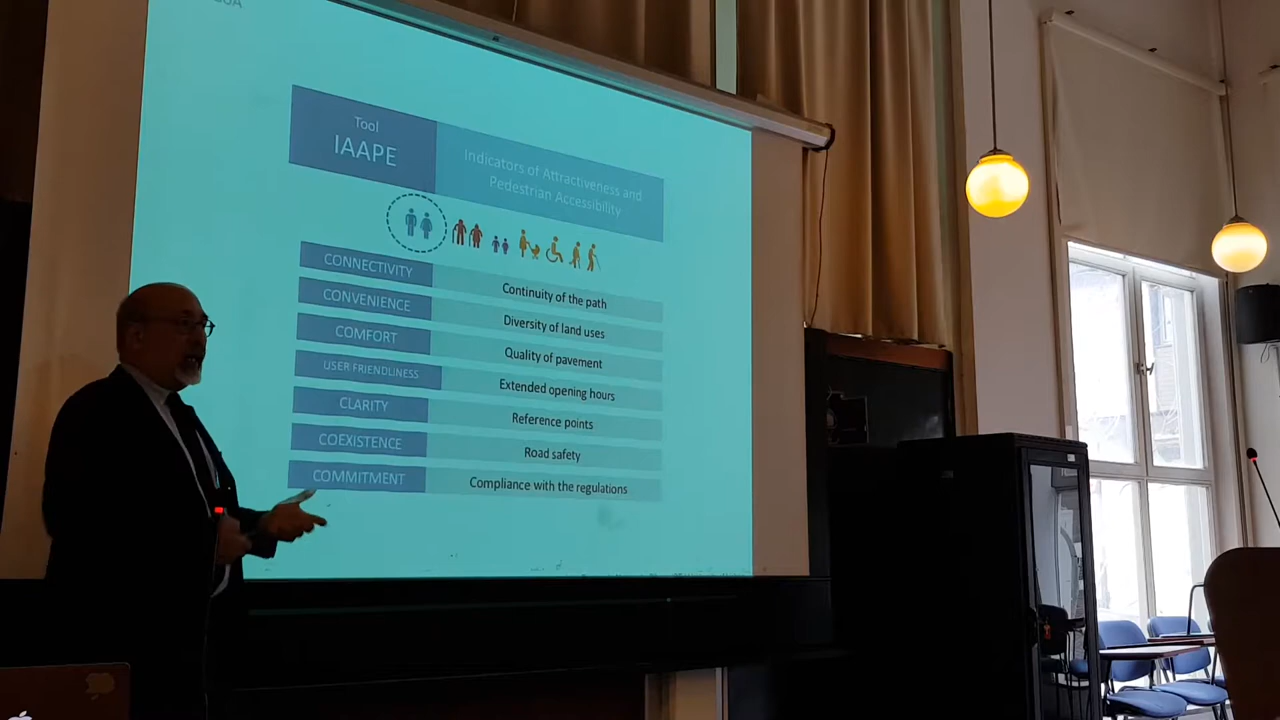 Tool
IAAPE
Indicators of Attractiveness and
Pedestrian Accessibility
CONNECTIVITY
Continuity of the path
CONVENIENCE
Diversity of land uses
COMFORT
Quality of pavement
USER FRIENDLINESS
Extended opening hours
CLARITY
Reference points
COEXISTENCE
Road safety
COMMITMENT
Compliance with the regulations